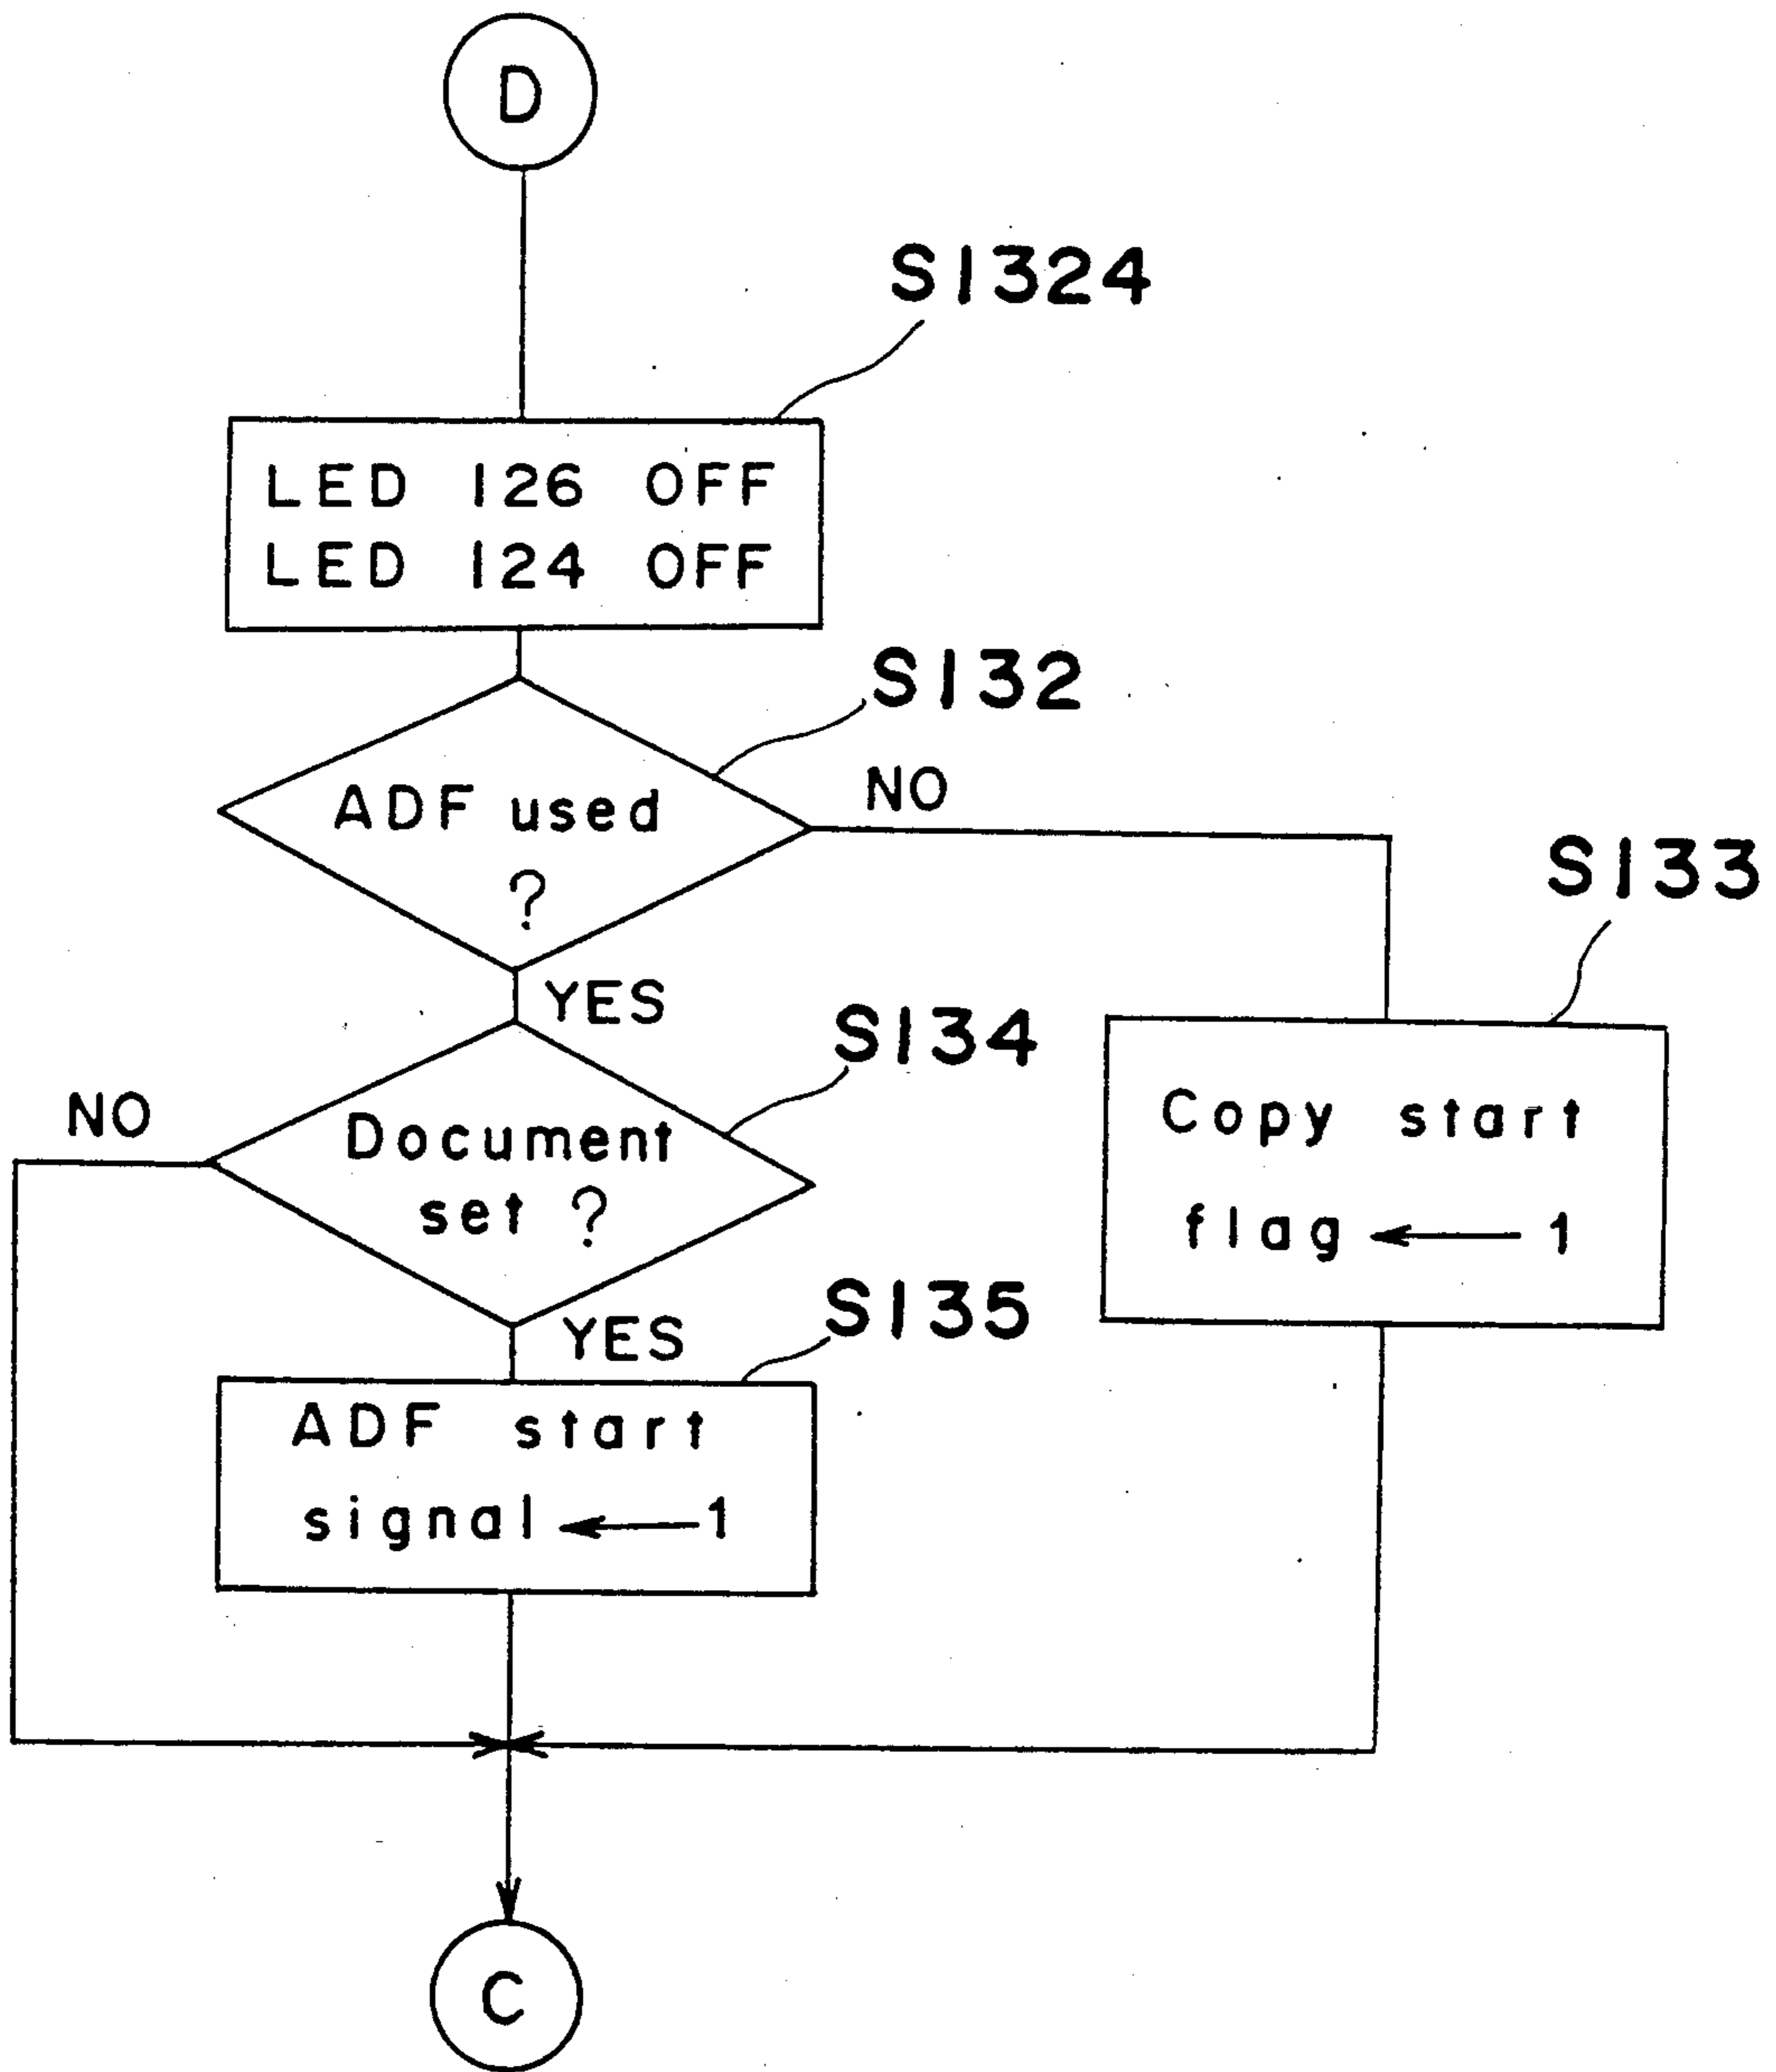 D
S1324
LED 126 OFF
LED 124 OFF
S132
ADF used
?
NO
YES
S133
Copy start
flag ← 1
S134
NO
Document
set ?
YES
S135
ADF start
signal ← 1
C